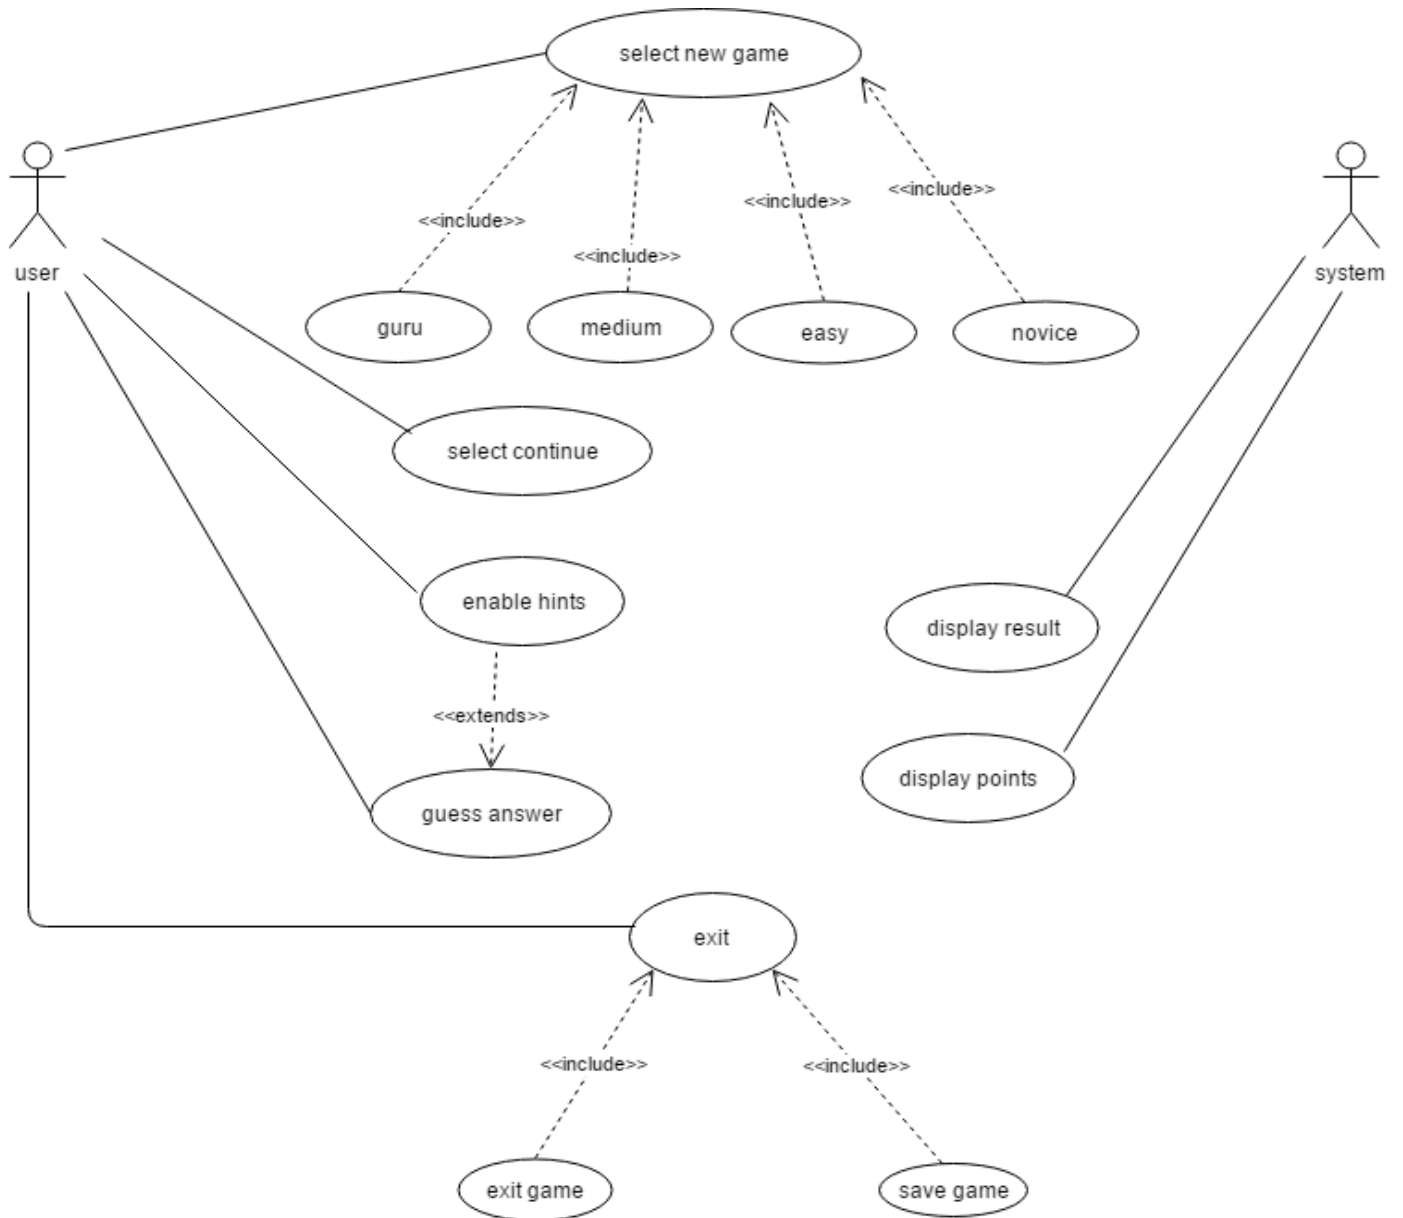 select new game
<<include>>
<<include>>
<<include>>
<<include>>
user
system
guru
medium
easy
novice
select continue
enable hints
display result
<<extends>>
display points
guess answer
exit
<<include>>
<<include>>
exit game
save game